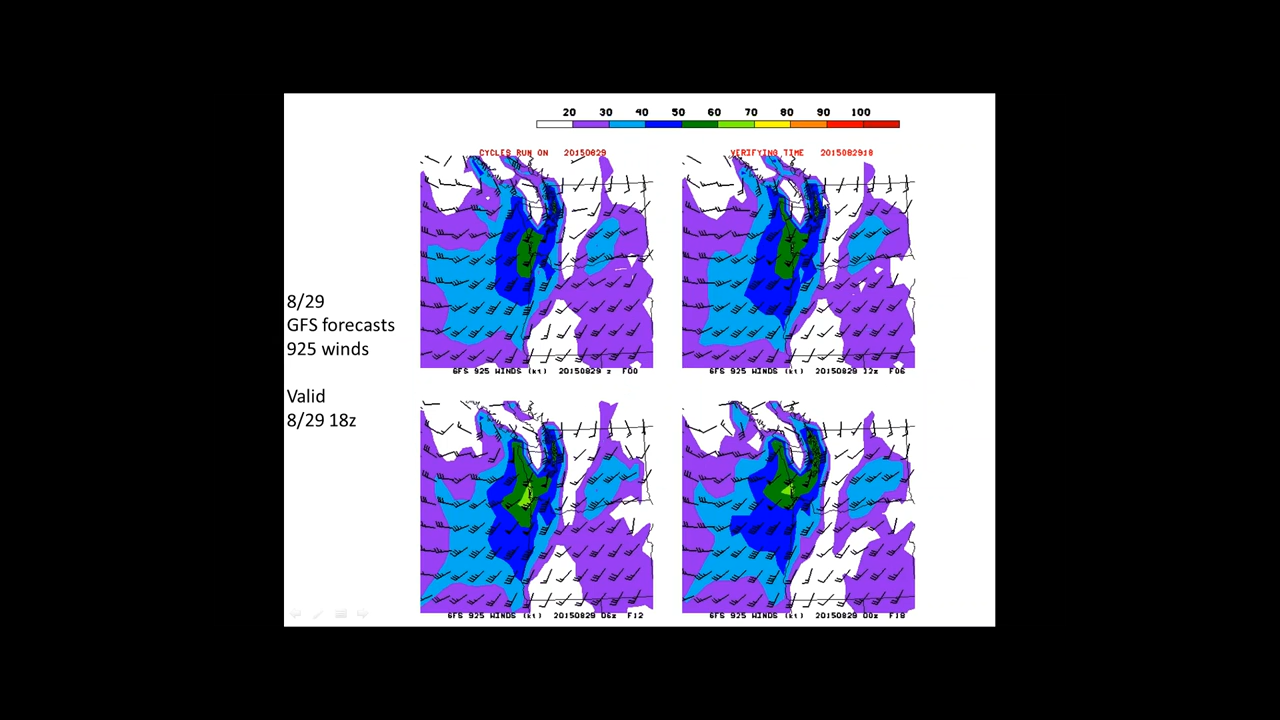 20 30 40 50 60 70 80 90 100
CYCLES RUN ON 20150829
VERIFYING TIME 2015082918
GFS 925 WINDS (kt) 20150829 z F00
GFS 925 WINDS (kt) 20150829 12z F06
8/29
GFS forecasts
925 winds
Valid
8/29 18z
GFS 925 WINDS (kt) 20150829 06z F12
GFS 925 WINDS (kt) 20150829 00z F18